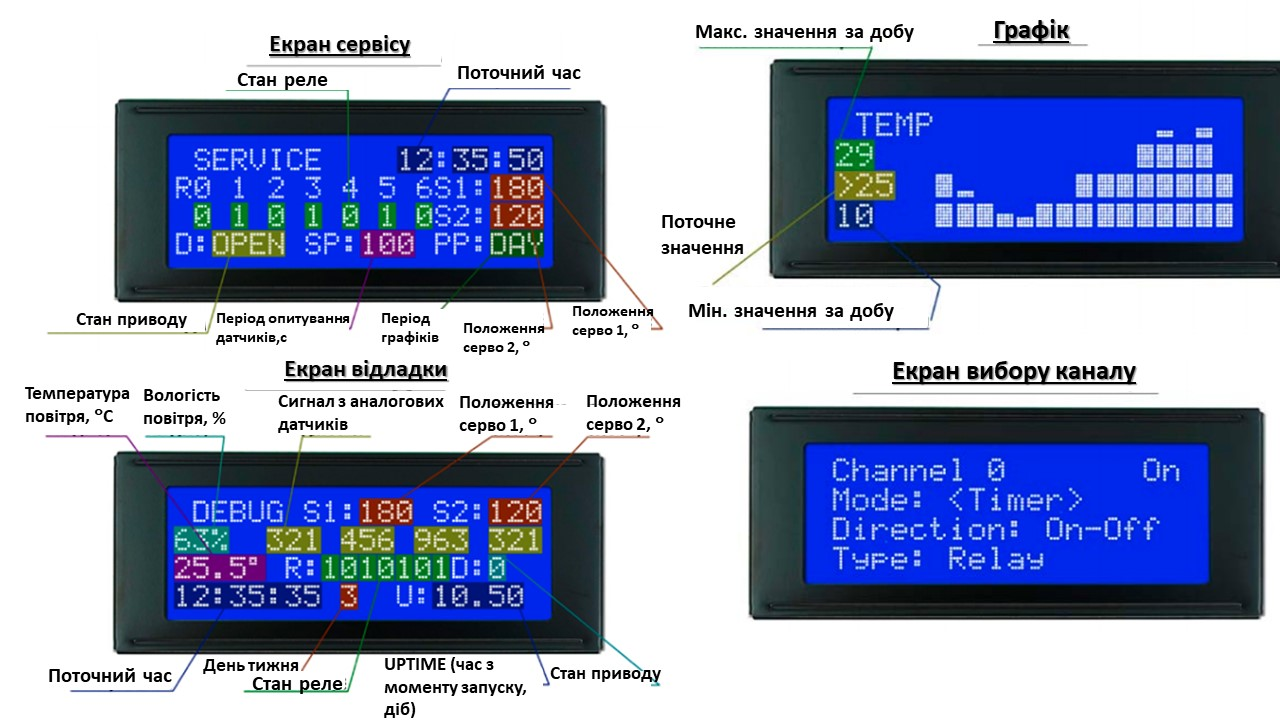 Екран сервісу
Стан реле
Поточний час
SERVICE 12:35:50
R0 1 2 3 4 5 6S1:180
0 1 0 1 0 1 0S2:120
D:OPEN SP:100 PP:DAY
Стан приводу
Період опитування
датчиків,с
Період
графіків
Положення
серво 2, °
Положення
серво 1, °
Макс. значення за добу
Графік
TEMP
29
>25
10
Поточне
значення
Мін. значення за добу
Екран відладки
Температура
повітря, °C
Вологість
повітря, %
Сигнал з аналогових
датчиків
Положення
серво 1, °
Положення
серво 2, °
DEBUG S1:180 S2:120
63% 321 456 963 321
25.5° R:1010101D:0
12:35:35 3 U:10.50
Поточний час
День тижня
Стан реле
UPTIME (час з
моменту запуску,
діб)
Стан приводу
Екран вибору каналу
Channel 0 On
Mode: <Timer>
Direction: On-Off
Type: Relay